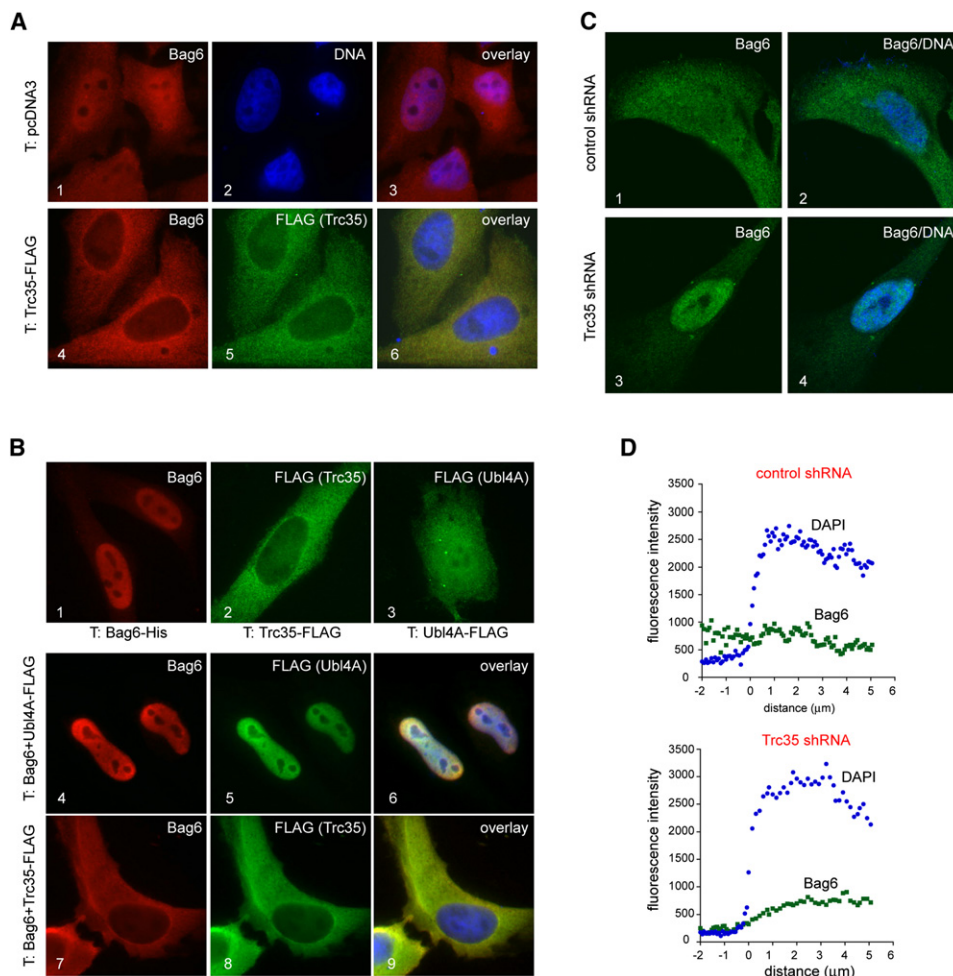 A
T: pcDNA3
Bag6
DNA
overlay
1
2
3
T: Trc35-FLAG
Bag6
FLAG (Trc35)
overlay
4
5
6
B
Bag6
FLAG (Trc35)
FLAG (Ubl4A)
1
2
3
T: Bag6-His
T: Trc35-FLAG
T: Ubl4A-FLAG
T: Bag6+Ubl4A-FLAG
Bag6
FLAG (Ubl4A)
overlay
4
5
6
T: Bag6+Trc35-FLAG
Bag6
FLAG (Trc35)
overlay
7
8
9
C
control shRNA
Bag6
Bag6/DNA
1
2
Trc35 shRNA
Bag6
Bag6/DNA
3
4
D
control shRNA
fluorescence intensity
3500
3000
2500
2000
1500
1000
500
0
DAPI
Bag6
-2 -1 0 1 2 3 4 5 6
distance (μm)
Trc35 shRNA
fluorescence intensity
3500
3000
2500
2000
1500
1000
500
0
DAPI
Bag6
-2 -1 0 1 2 3 4 5 6
distance (μm)